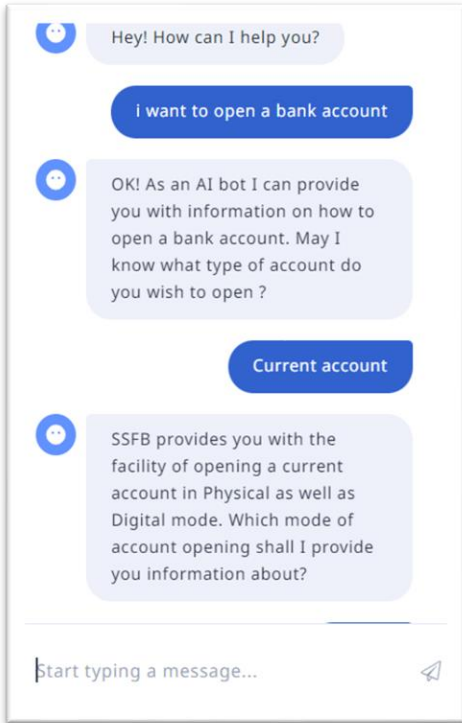 Hey! How can I help you?
i want to open a bank account
OK! As an AI bot I can provide
you with information on how to
open a bank account. May I
know what type of account do
you wish to open ?
Current account
SSFB provides you with the
facility of opening a current
account in Physical as well as
Digital mode. Which mode of
account opening shall I provide
you information about?
Start typing a message...